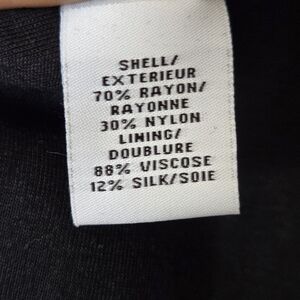 SHELL/
EXTERIEUR
70% RAYON/
RAYONNE
30% NYLON
LINING/
DOUBLURE
88% VISCOSE
12% SILK/SOIE